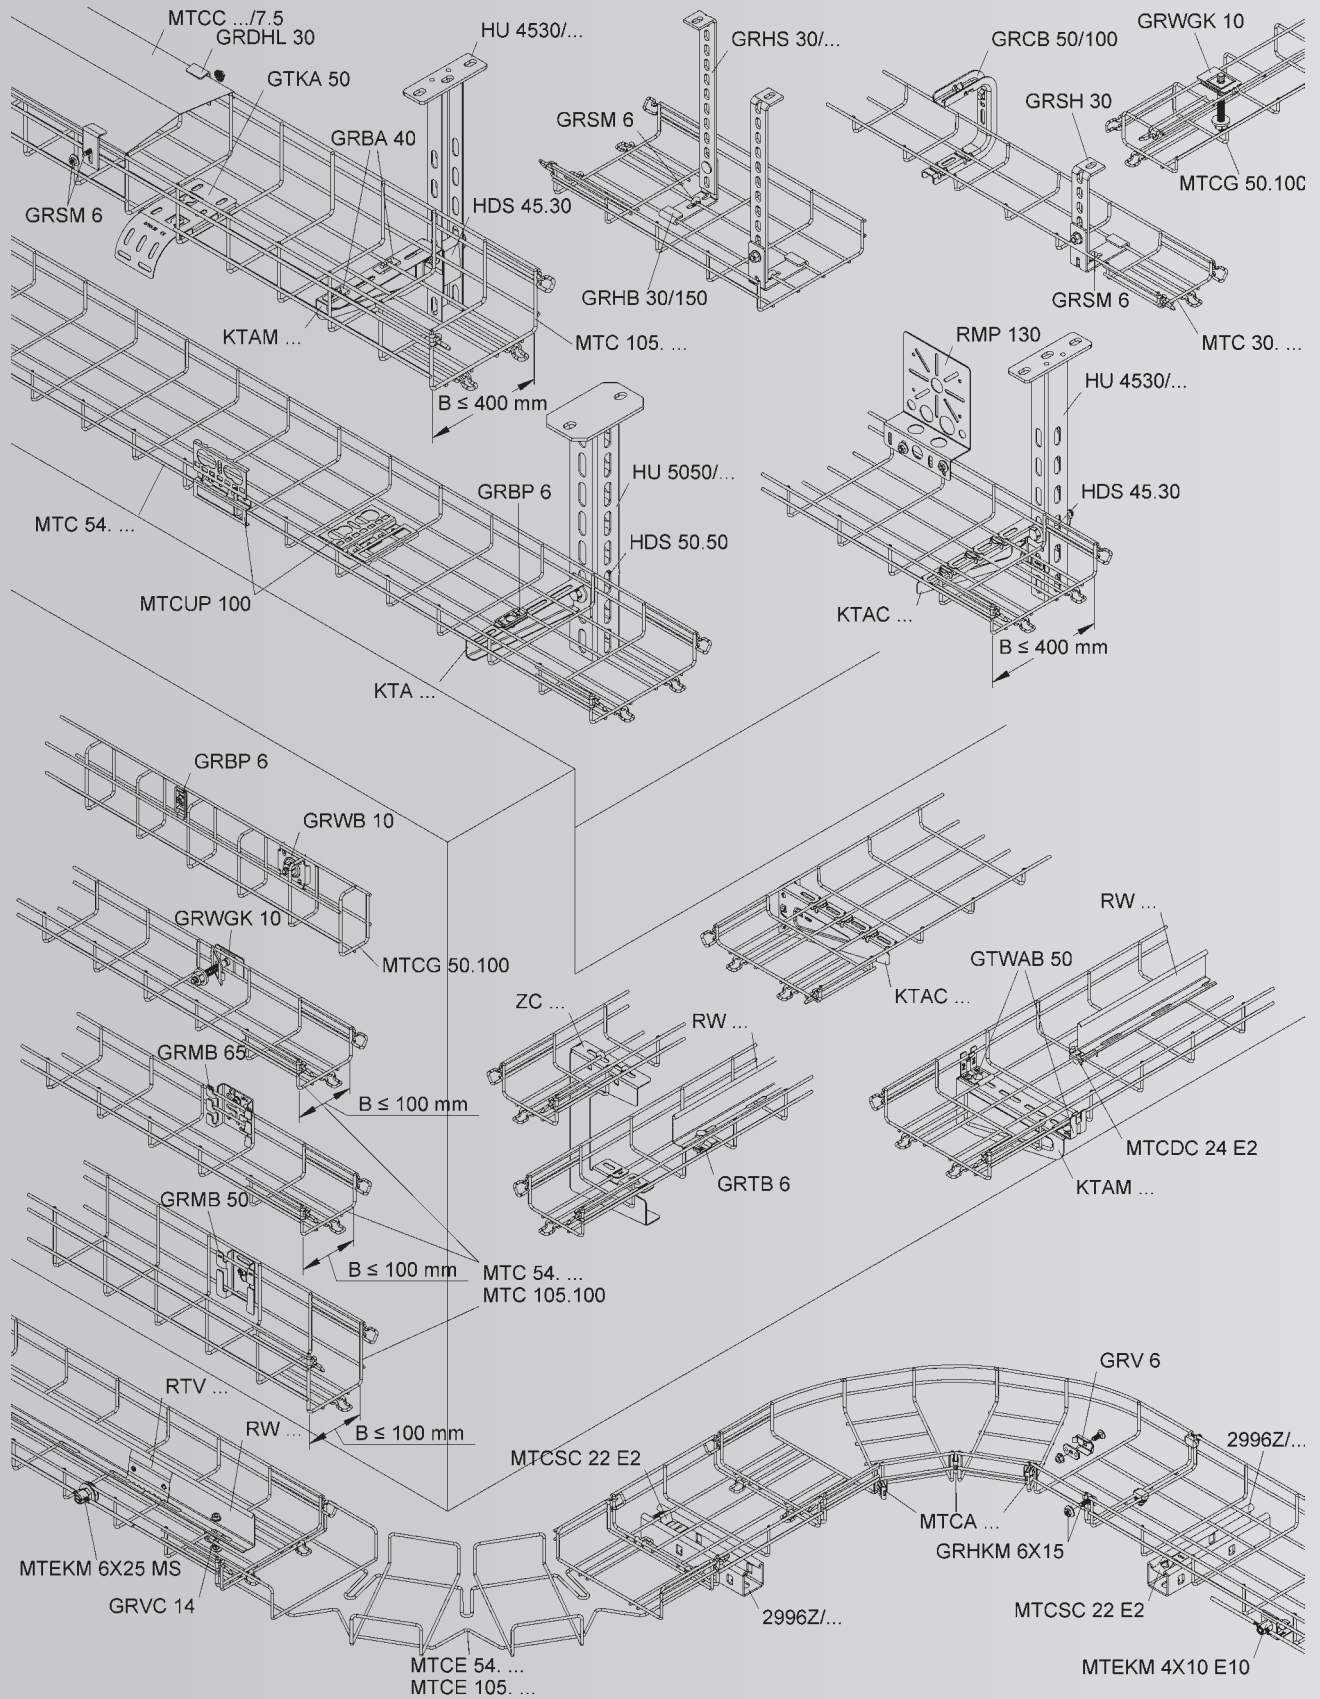 MTCC .../7.5
GRDHL 30
GTKA 50
HU 4530/...
GRHS 30/...
GRCB 50/100
GRWGK 10
GRBA 40
GRSM 6
GRSH 30
MTCG 50.100
GRSM 6
HDS 45.30
GRHB 30/150
GRSM 6
KTAM ...
MTC 105. ...
MTC 30. ...
RMP 130
HU 4530/...
B ≤ 400 mm
HU 5050/...
GRBP 6
HDS 45.30
MTC 54. ...
HDS 50.50
MTCUP 100
KTAC ...
B ≤ 400 mm
KTA ...
GRBP 6
GRWB 10
GRWGK 10
MTCG 50.100
RW ...
GTWAB 50
KTAC ...
ZC ...
RW ...
GRMB 65
B ≤ 100 mm
MTCDC 24 E2
GRTB 6
KTAM ...
GRMB 50
B ≤ 100 mm
MTC 54. ...
MTC 105.100
GRV 6
RTV ...
RW ...
B ≤ 100 mm
MTCSC 22 E2
2996Z/...
MTCA ...
GRHKM 6X15
MTEKM 6X25 MS
GRVC 14
2996Z/...
MTCSC 22 E2
MTCE 54. ...
MTCE 105. ...
MTEKM 4X10 E10